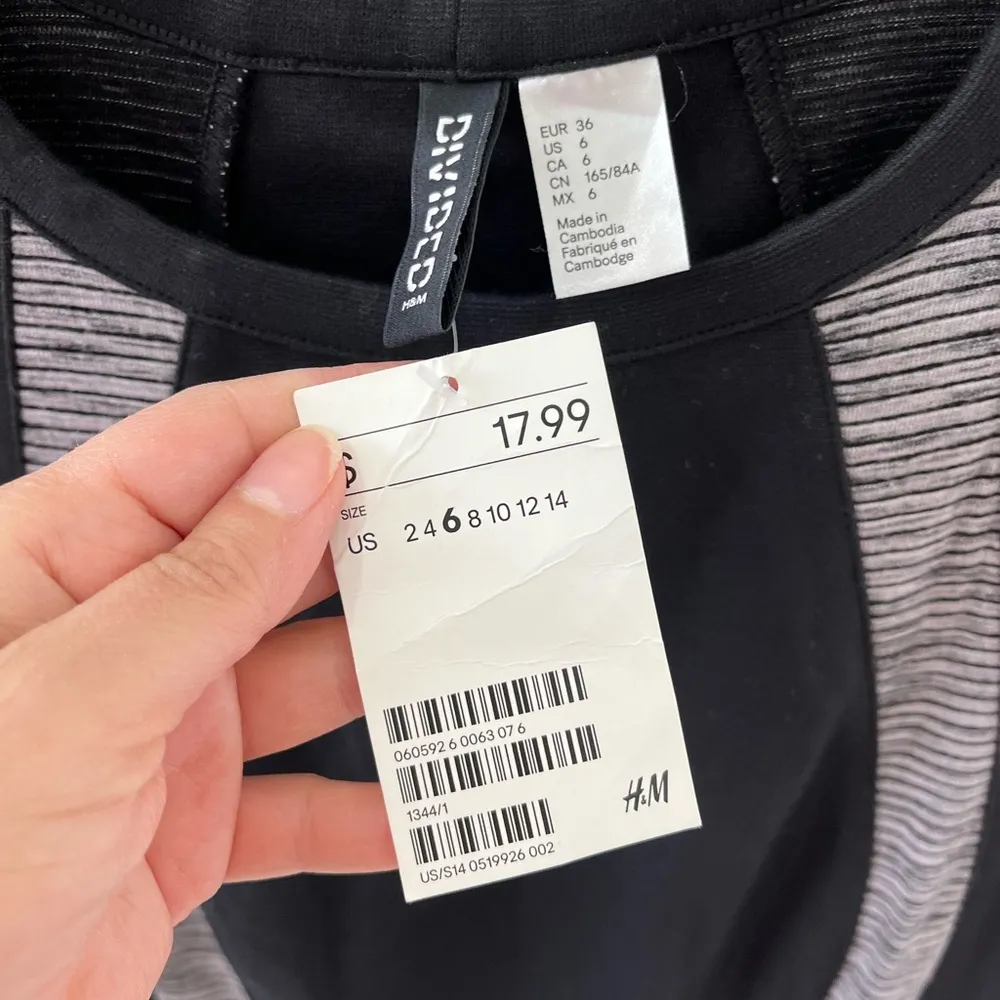 DIVIDED
H&M
EUR 36
US 6
CA 6
CN 165/84A
MX 6
Made in
Cambodia
Fabriqué en
Cambodge
$ 17.99
SIZE
US 2 4 6 8 10 12 14
060592 6 0063 07 6
1344/1
US/S14 0519926 002
H&M